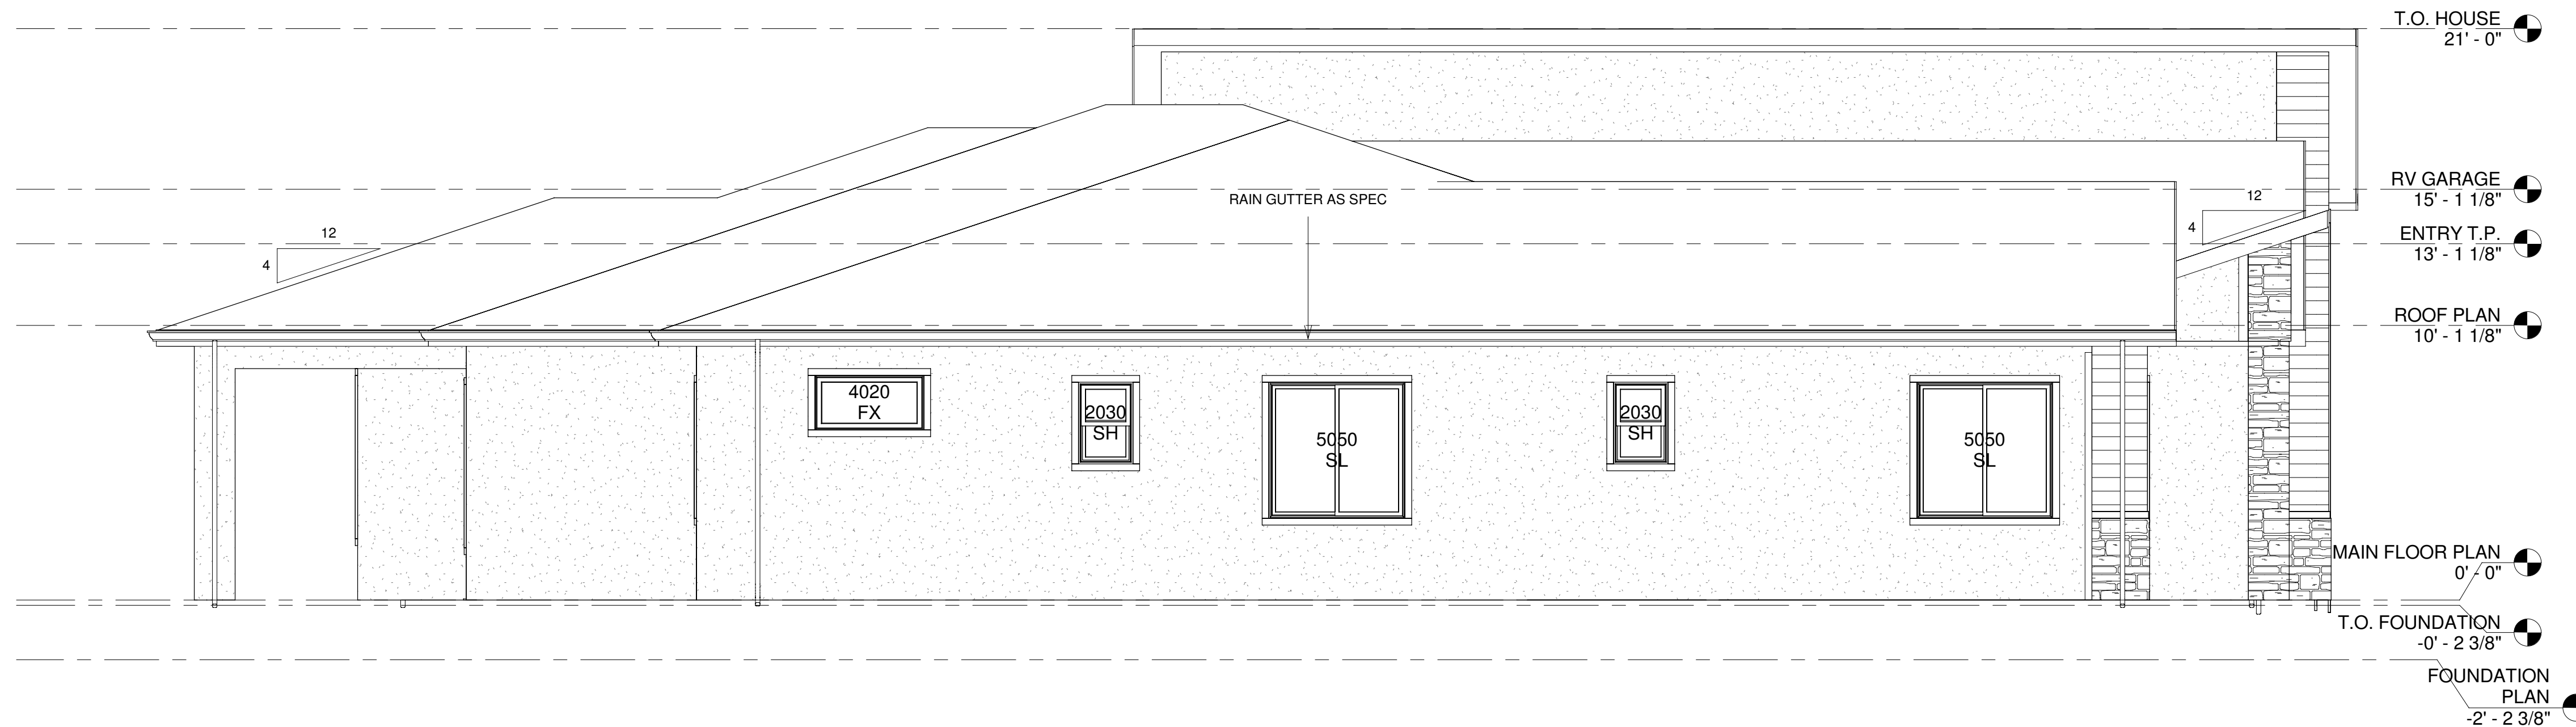 T.O. HOUSE
21' - 0"
RV GARAGE
15' - 1 1/8"
RAIN GUTTER AS SPEC
12
4
12
4
ENTRY T.P.
13' - 1 1/8"
ROOF PLAN
10' - 1 1/8"
4020
FX
2030
SH
5050
SL
2030
SH
5050
SL
MAIN FLOOR PLAN
0' - 0"
T.O. FOUNDATION
-0' - 2 3/8"
FOUNDATION
PLAN
-2' - 2 3/8"